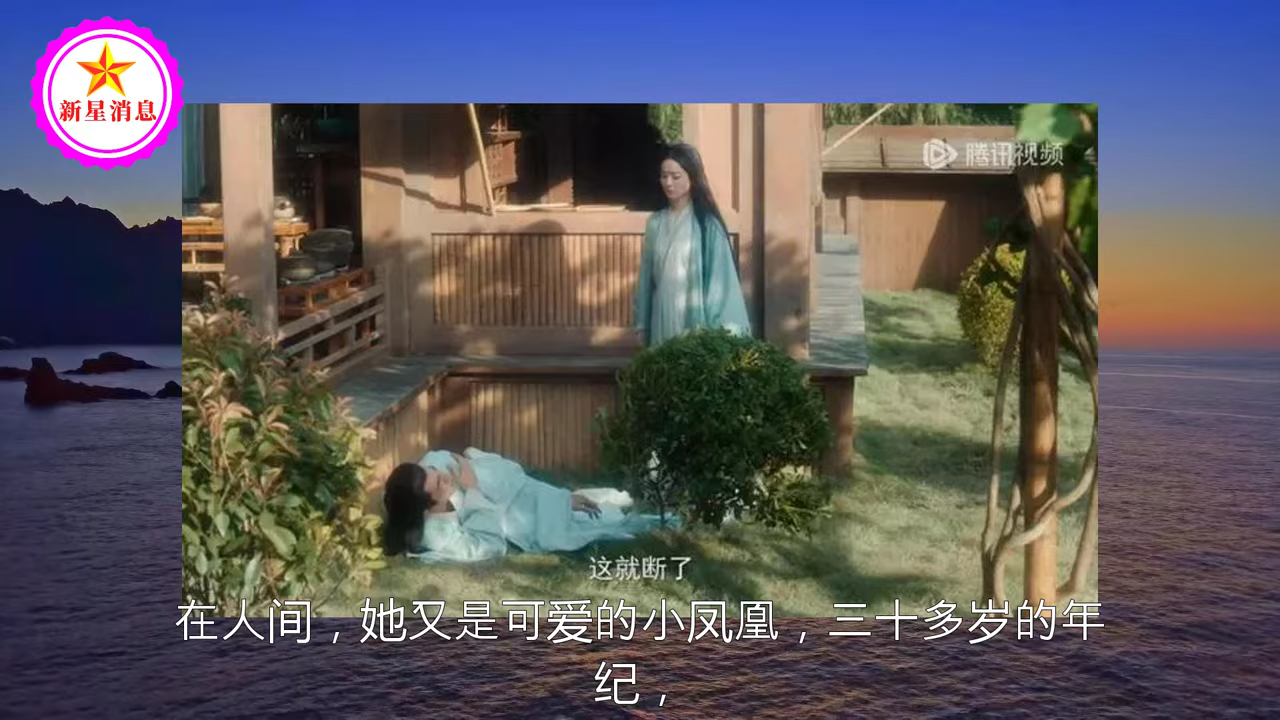 新星消息
腾讯视频
这就断了
在人间，她又是可爱的小凤凰，三十多岁的年
纪，